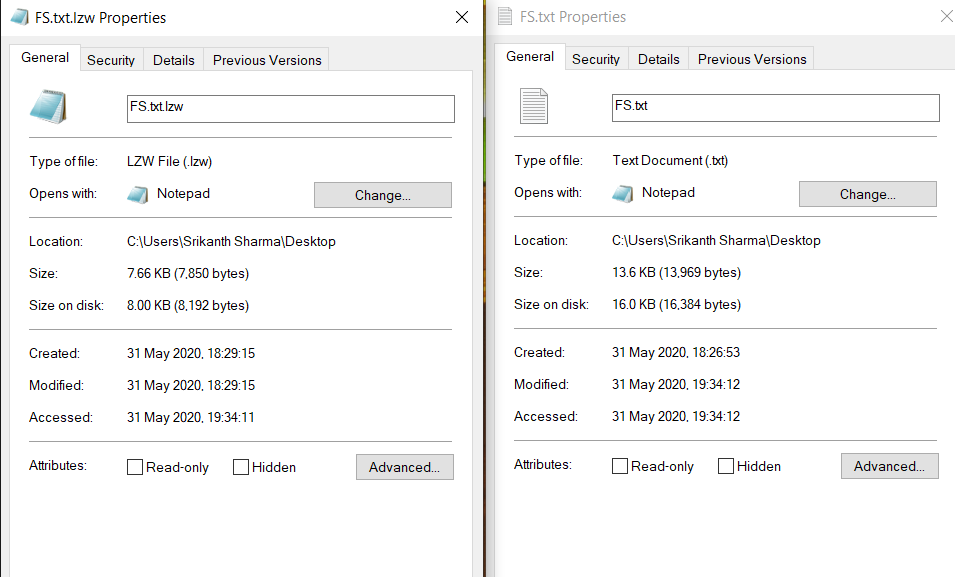 FS.txt.lzw Properties
General Security Details Previous Versions
FS.txt.lzw
Type of file: LZW File (.lzw)
Opens with: Notepad Change...
Location: C:\Users\Srikanth Sharma\Desktop
Size: 7.66 KB (7,850 bytes)
Size on disk: 8.00 KB (8,192 bytes)
Created: 31 May 2020, 18:29:15
Modified: 31 May 2020, 18:29:15
Accessed: 31 May 2020, 19:34:11
Attributes: Read-only Hidden Advanced...
FS.txt Properties
General Security Details Previous Versions
FS.txt
Type of file: Text Document (.txt)
Opens with: Notepad Change...
Location: C:\Users\Srikanth Sharma\Desktop
Size: 13.6 KB (13,969 bytes)
Size on disk: 16.0 KB (16,384 bytes)
Created: 31 May 2020, 18:26:53
Modified: 31 May 2020, 19:34:12
Accessed: 31 May 2020, 19:34:12
Attributes: Read-only Hidden Advanced...